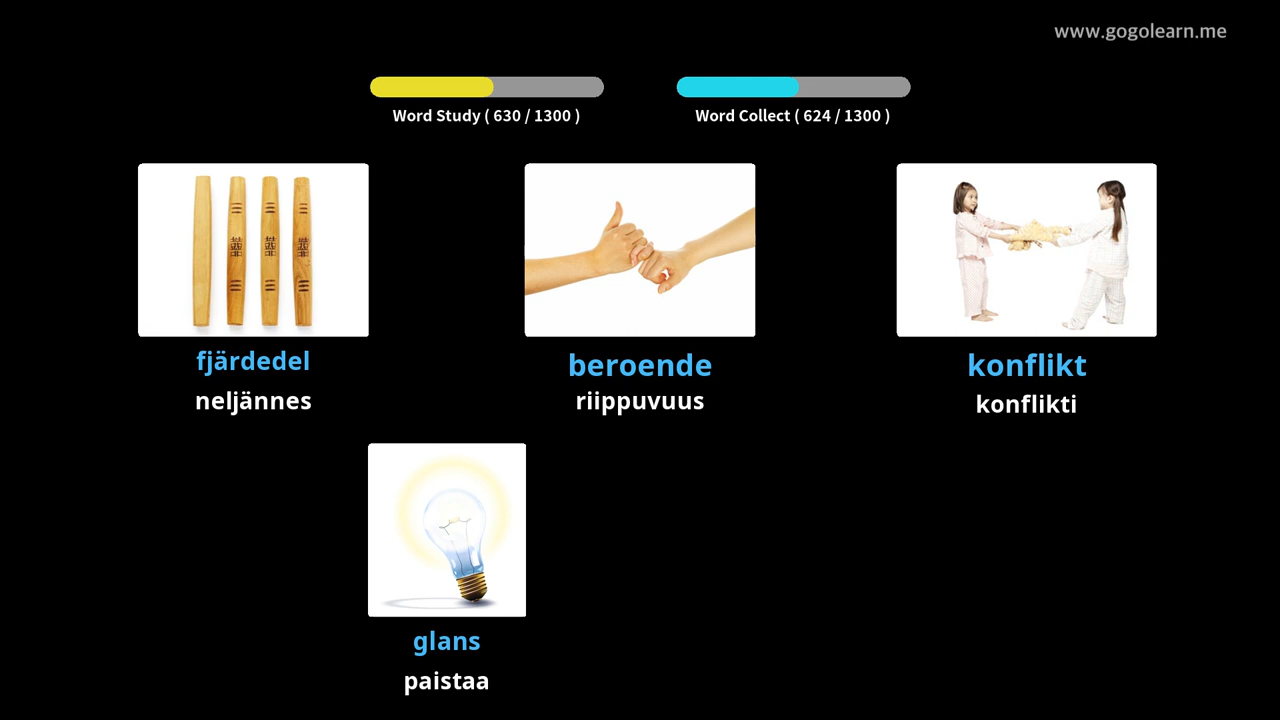 www.gogolearn.me
Word Study ( 630 / 1300 )
Word Collect ( 624 / 1300 )
fjärdedel
neljännes
beroende
riippuvuus
konflikt
konflikti
glans
paistaa